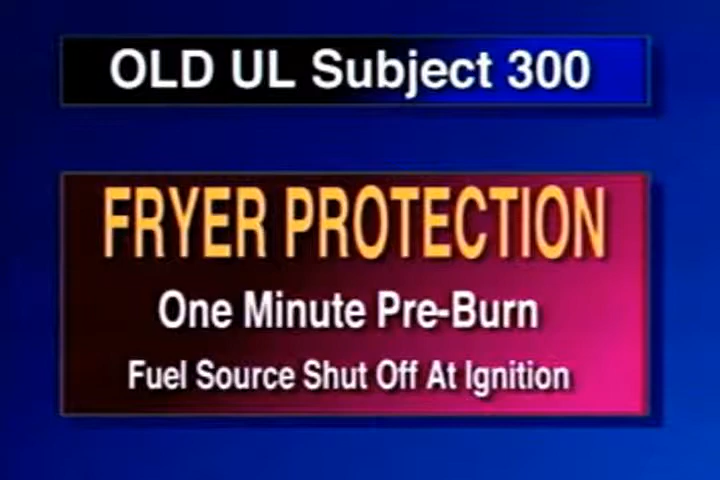 OLD UL Subject 300
FRYER PROTECTION
One Minute Pre-Burn
Fuel Source Shut Off At Ignition